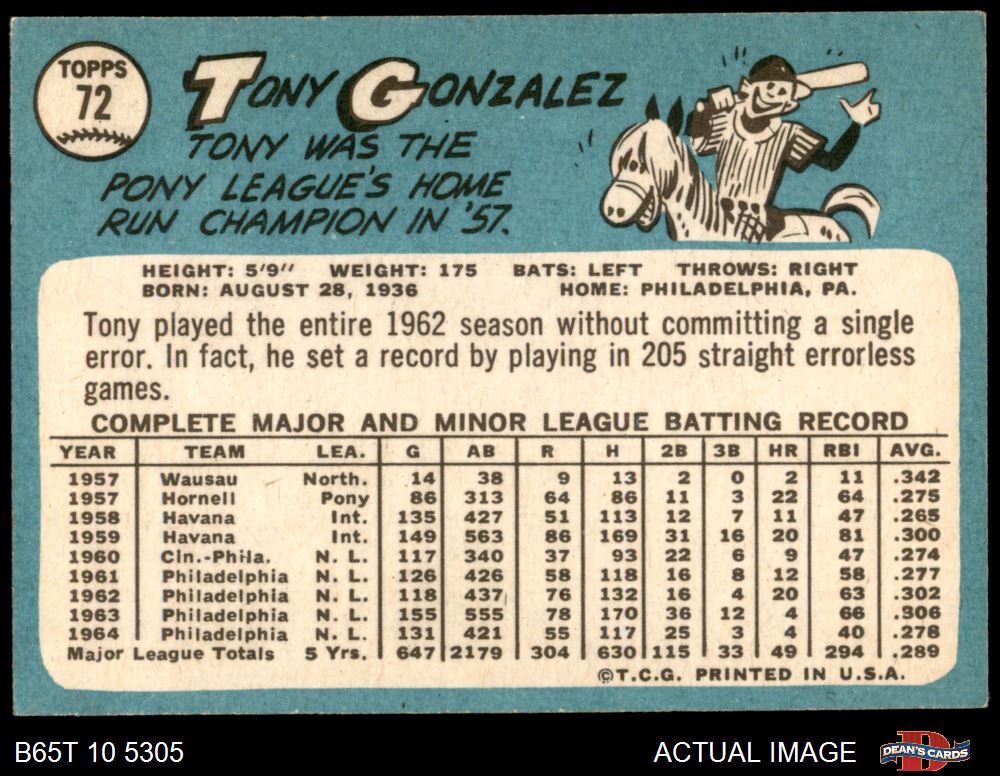 TOPPS
72
TONY GONZALEZ
TONY WAS THE
PONY LEAGUE'S HOME
RUN CHAMPION IN '57.
HEIGHT: 5'9" WEIGHT: 175 BATS: LEFT THROWS: RIGHT
BORN: AUGUST 28, 1936 HOME: PHILADELPHIA, PA.
Tony played the entire 1962 season without committing a single
error. In fact, he set a record by playing in 205 straight errorless
games.
COMPLETE MAJOR AND MINOR LEAGUE BATTING RECORD
YEAR TEAM LEA. G AB R H 2B 3B HR RBI AVG.
1957 Wausau North. 14 38 9 13 2 0 2 11 .342
1957 Hornell Pony 86 313 64 86 11 3 22 64 .275
1958 Havana Int. 135 427 51 113 12 7 11 47 .265
1959 Havana Int. 149 563 86 169 31 16 20 81 .300
1960 Cin.-Phila. N. L. 117 340 37 93 22 6 9 47 .274
1961 Philadelphia N. L. 126 426 58 118 16 8 12 58 .277
1962 Philadelphia N. L. 118 437 76 132 16 4 20 63 .302
1963 Philadelphia N. L. 155 555 78 170 36 12 4 66 .306
1964 Philadelphia N. L. 131 421 55 117 25 3 4 40 .278
Major League Totals 5 Yrs. 647 2179 304 630 115 33 49 294 .289
©T.C.G. PRINTED IN U.S.A.
B65T 10 5305 ACTUAL IMAGE DEAN'S CARDS